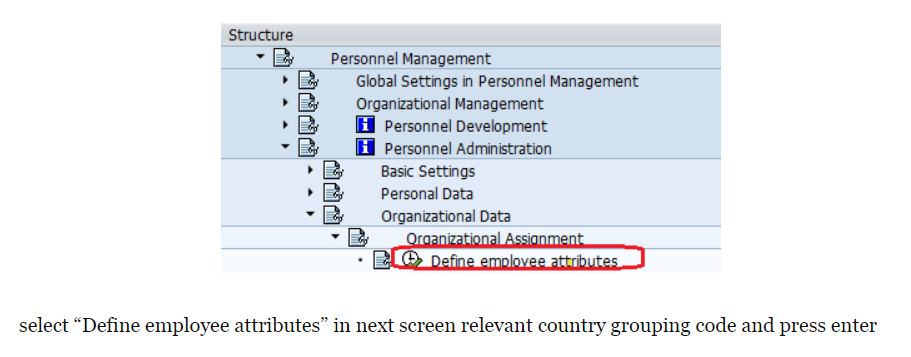 Structure
Personnel Management
Global Settings in Personnel Management
Organizational Management
Personnel Development
Personnel Administration
Basic Settings
Personal Data
Organizational Data
Organizational Assignment
Define employee attributes
select “Define employee attributes” in next screen relevant country grouping code and press enter